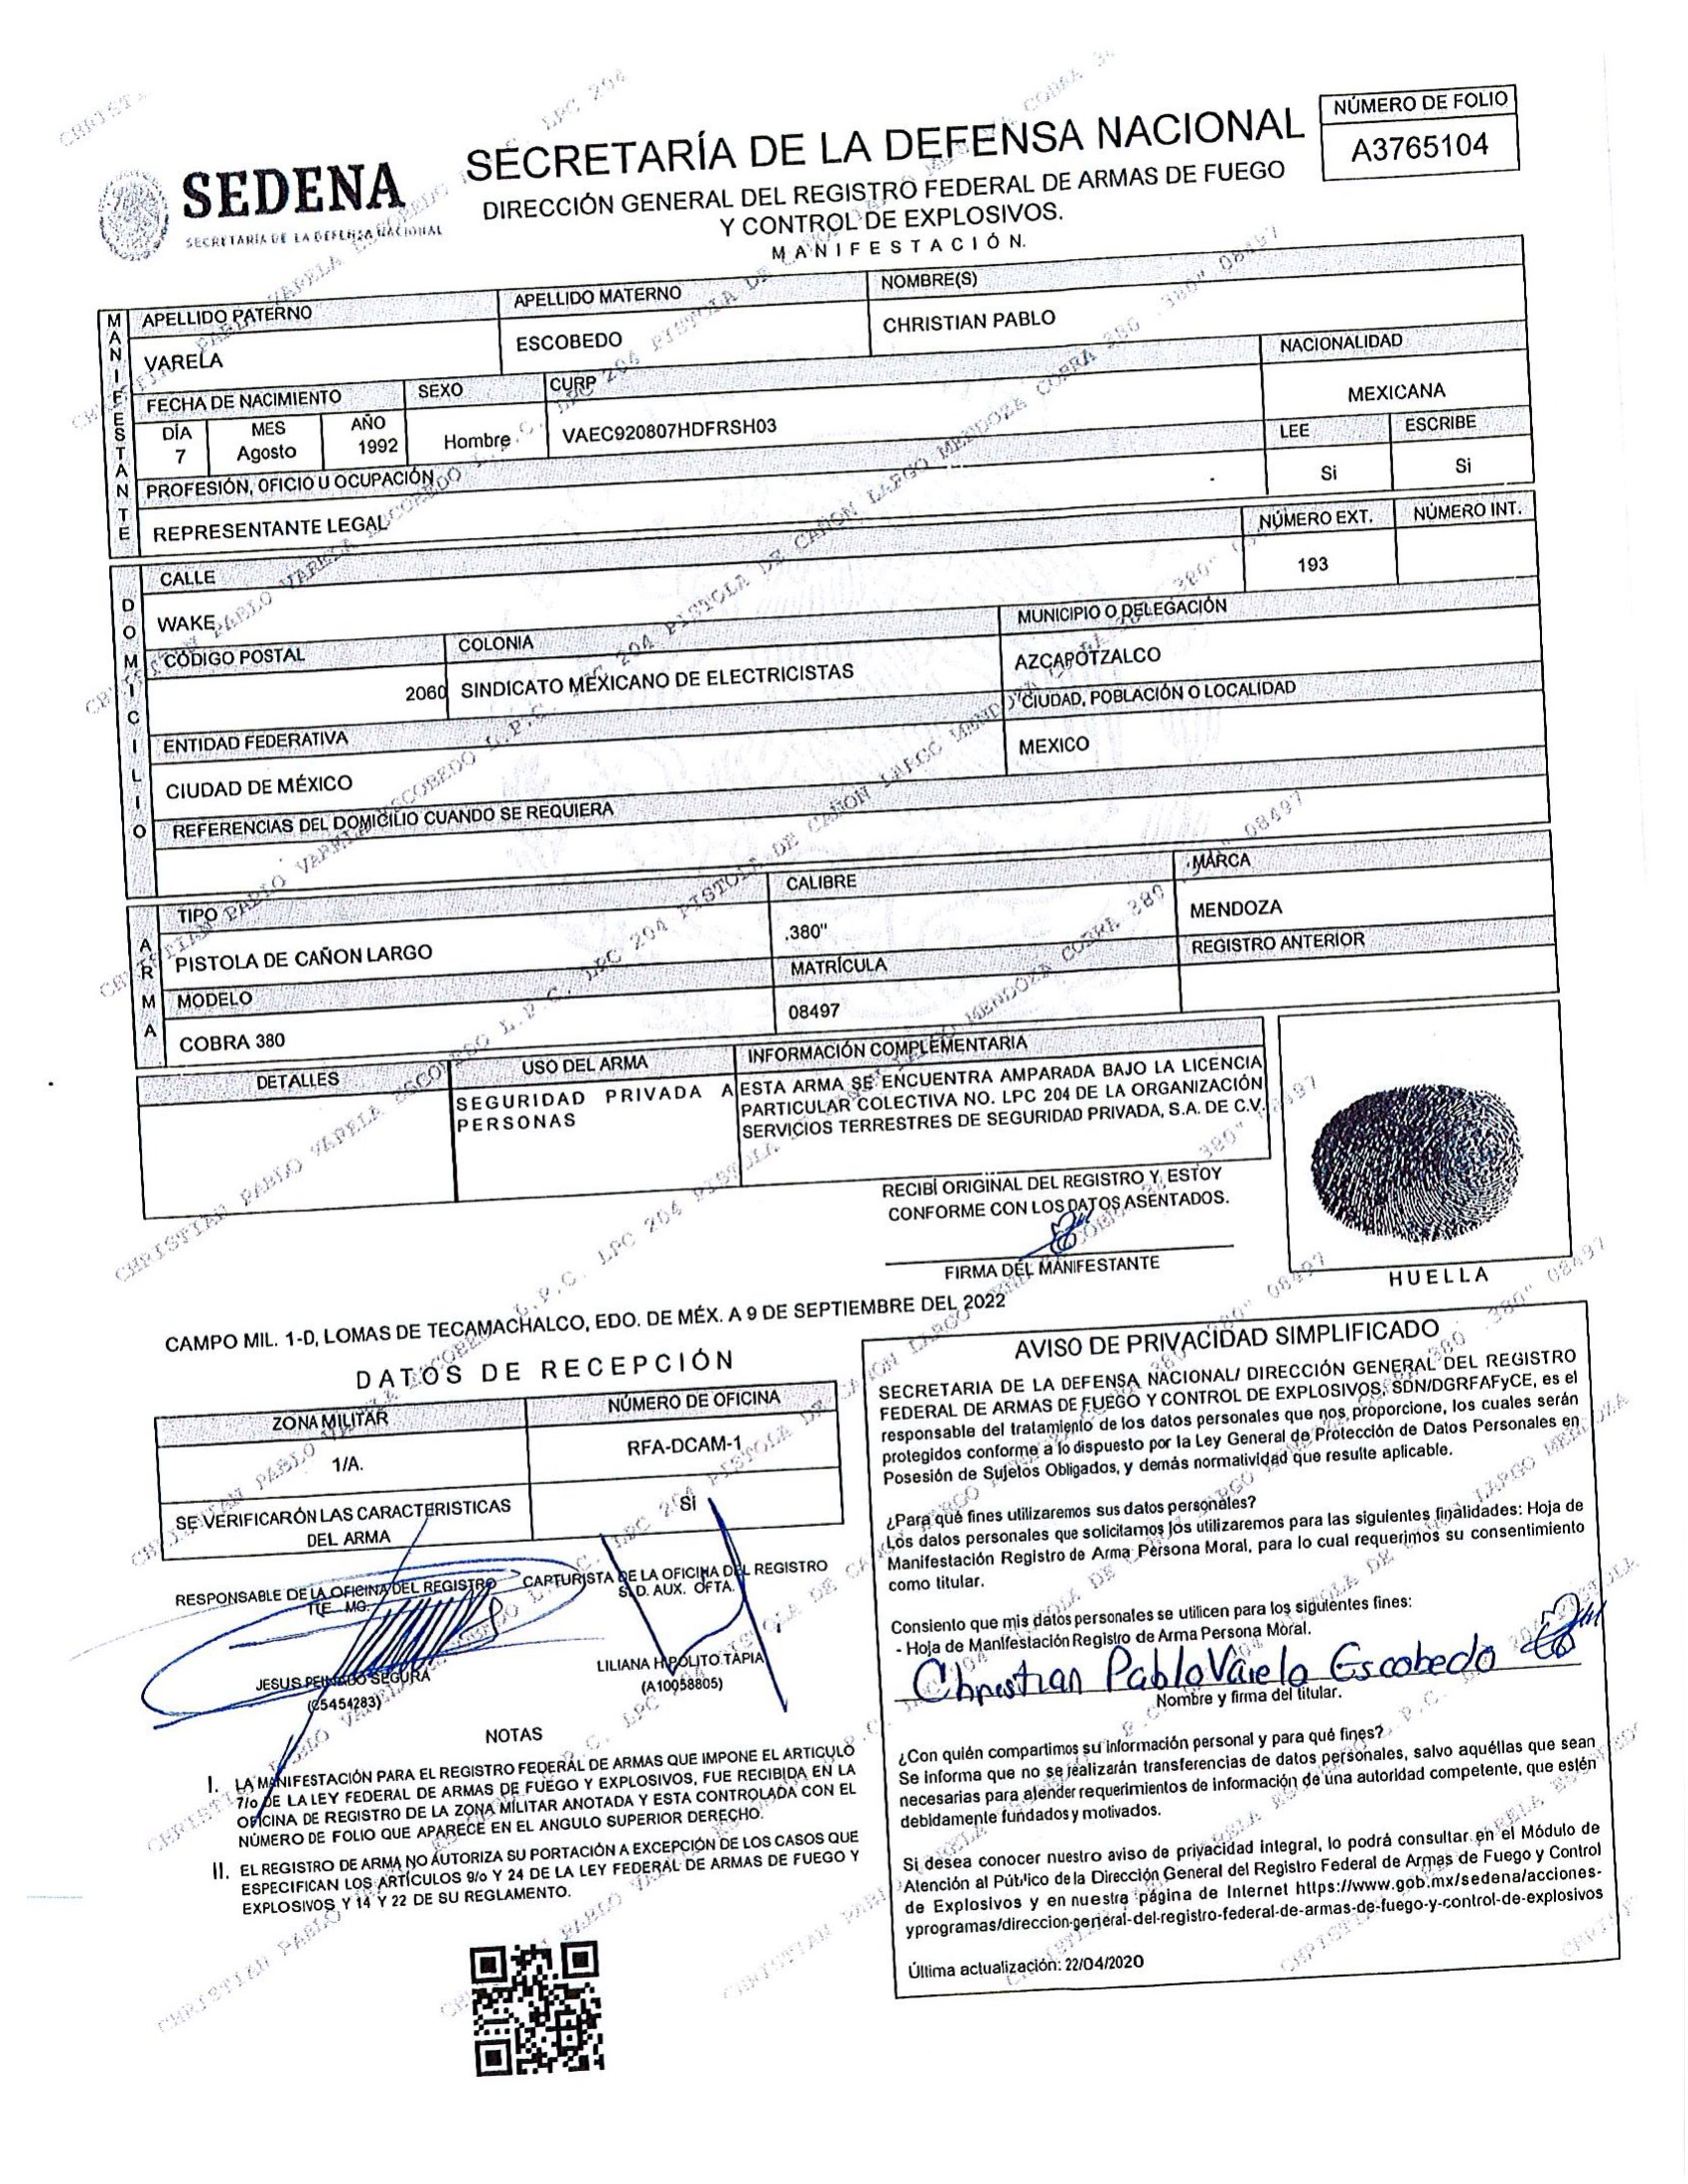 NÚMERO DE FOLIO
A3765104
SEDENA
SECRETARÍA DE LA DEFENSA NACIONAL
SECRETARÍA DE LA DEFENSA NACIONAL
DIRECCIÓN GENERAL DEL REGISTRO FEDERAL DE ARMAS DE FUEGO
Y CONTROL DE EXPLOSIVOS.
MANIFESTACIÓN.
MANIFESTANTE
APELLIDO PATERNO APELLIDO MATERNO NOMBRE(S)
VARELA ESCOBEDO CHRISTIAN PABLO
FECHA DE NACIMIENTO SEXO CURP NACIONALIDAD
DÍA MES AÑO
7 Agosto 1992 Hombre VAEC920807HDFRSH03 MEXICANA
PROFESIÓN, OFICIO U OCUPACIÓN LEE ESCRIBE
REPRESENTANTE LEGAL Si Si
DOMICILIO
CALLE NÚMERO EXT. NÚMERO INT.
WAKE 193
CÓDIGO POSTAL COLONIA MUNICIPIO O DELEGACIÓN
2060 SINDICATO MEXICANO DE ELECTRICISTAS AZCAPOTZALCO
ENTIDAD FEDERATIVA CIUDAD, POBLACIÓN O LOCALIDAD
CIUDAD DE MÉXICO MEXICO
REFERENCIAS DEL DOMICILIO CUANDO SE REQUIERA
ARMA
TIPO CALIBRE MARCA
PISTOLA DE CAÑON LARGO .380" MENDOZA
MODELO MATRÍCULA REGISTRO ANTERIOR
COBRA 380 08497
DETALLES USO DEL ARMA INFORMACIÓN COMPLEMENTARIA
SEGURIDAD PRIVADA A
PERSONAS
ESTA ARMA SE ENCUENTRA AMPARADA BAJO LA LICENCIA
PARTICULAR COLECTIVA NO. LPC 204 DE LA ORGANIZACIÓN
SERVICIOS TERRESTRES DE SEGURIDAD PRIVADA, S.A. DE C.V.
RECIBÍ ORIGINAL DEL REGISTRO Y ESTOY
CONFORME CON LOS DATOS ASENTADOS.
FIRMA DEL MANIFESTANTE
HUELLA
CAMPO MIL. 1-D, LOMAS DE TECAMACHALCO, EDO. DE MÉX. A 9 DE SEPTIEMBRE DEL 2022
DATOS DE RECEPCIÓN
ZONA MILITAR NÚMERO DE OFICINA
1/A. RFA-DCAM-1
SE VERIFICARÓN LAS CARACTERISTICAS
DEL ARMA
Si
RESPONSABLE DE LA OFICINA DEL REGISTRO
TTE. MG.
JESUS PEINADO SEGURA
(C5454283)
CAPTURISTA DE LA OFICINA DEL REGISTRO
SLD. AUX. OFTA.
LILIANA HIPÓLITO TAPIA
(A10058805)
NOTAS
I. LA MANIFESTACIÓN PARA EL REGISTRO FEDERAL DE ARMAS QUE IMPONE EL ARTICULO
7/o DE LA LEY FEDERAL DE ARMAS DE FUEGO Y EXPLOSIVOS, FUE RECIBIDA EN LA
OFICINA DE REGISTRO DE LA ZONA MILITAR ANOTADA Y ESTA CONTROLADA CON EL
NÚMERO DE FOLIO QUE APARECE EN EL ANGULO SUPERIOR DERECHO.
II. EL REGISTRO DE ARMA NO AUTORIZA SU PORTACIÓN A EXCEPCIÓN DE LOS CASOS QUE
ESPECIFICAN LOS ARTÍCULOS 9/o Y 24 DE LA LEY FEDERAL DE ARMAS DE FUEGO Y
EXPLOSIVOS Y 14 Y 22 DE SU REGLAMENTO.
AVISO DE PRIVACIDAD SIMPLIFICADO
SECRETARIA DE LA DEFENSA NACIONAL/ DIRECCIÓN GENERAL DEL REGISTRO
FEDERAL DE ARMAS DE FUEGO Y CONTROL DE EXPLOSIVOS, SDN/DGRFAFyCE, es el
responsable del tratamiento de los datos personales que nos proporcione, los cuales serán
protegidos conforme a lo dispuesto por la Ley General de Protección de Datos Personales en
Posesión de Sujetos Obligados, y demás normatividad que resulte aplicable.
¿Para qué fines utilizaremos sus datos personales?
Los datos personales que solicitamos los utilizaremos para las siguientes finalidades: Hoja de
Manifestación Registro de Arma Persona Moral, para lo cual requerimos su consentimiento
como titular.
Consiento que mis datos personales se utilicen para los siguientes fines:
- Hoja de Manifestación Registro de Arma Persona Moral.
Christian Pablo Varela Escobedo
Nombre y firma del titular.
¿Con quién compartimos su información personal y para qué fines?
Se informa que no se realizarán transferencias de datos personales, salvo aquéllas que sean
necesarias para atender requerimientos de información de una autoridad competente, que estén
debidamente fundados y motivados.
Si desea conocer nuestro aviso de privacidad integral, lo podrá consultar en el Módulo de
Atención al Público de la Dirección General del Registro Federal de Armas de Fuego y Control
de Explosivos y en nuestra página de Internet https://www.gob.mx/sedena/acciones-
yprogramas/direccion-general-del-registro-federal-de-armas-de-fuego-y-control-de-explosivos
Última actualización: 22/04/2020